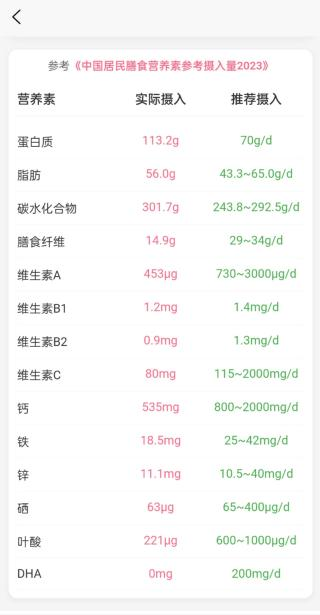 参考《中国居民膳食营养素参考摄入量2023》
营养素 实际摄入 推荐摄入
蛋白质 113.2g 70g/d
脂肪 56.0g 43.3~65.0g/d
碳水化合物 301.7g 243.8~292.5g/d
膳食纤维 14.9g 29~34g/d
维生素A 453μg 730~3000μg/d
维生素B1 1.2mg 1.4mg/d
维生素B2 0.9mg 1.3mg/d
维生素C 80mg 115~2000mg/d
钙 535mg 800~2000mg/d
铁 18.5mg 25~42mg/d
锌 11.1mg 10.5~40mg/d
硒 63μg 65~400μg/d
叶酸 221μg 600~1000μg/d
DHA 0mg 200mg/d